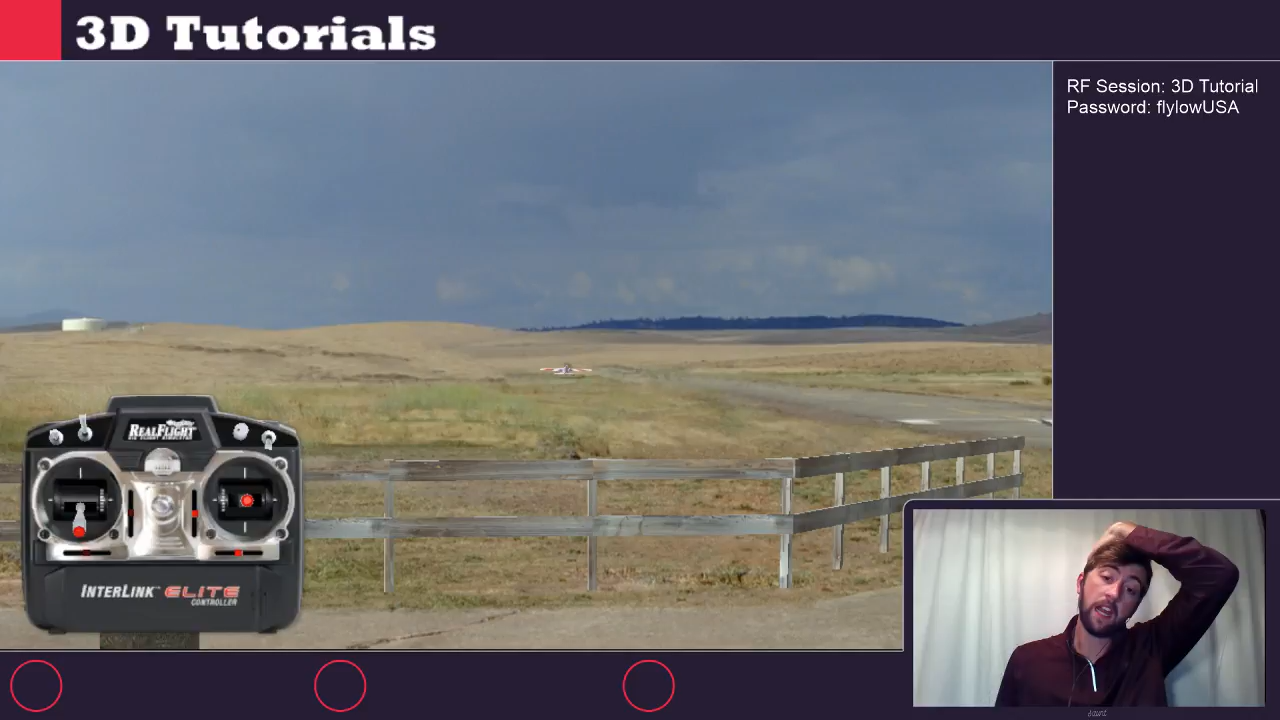 3D Tutorials
RF Session: 3D Tutorial
Password: flylowUSA
REALFLIGHT
INTERLINK ELITE
CONTROLLER